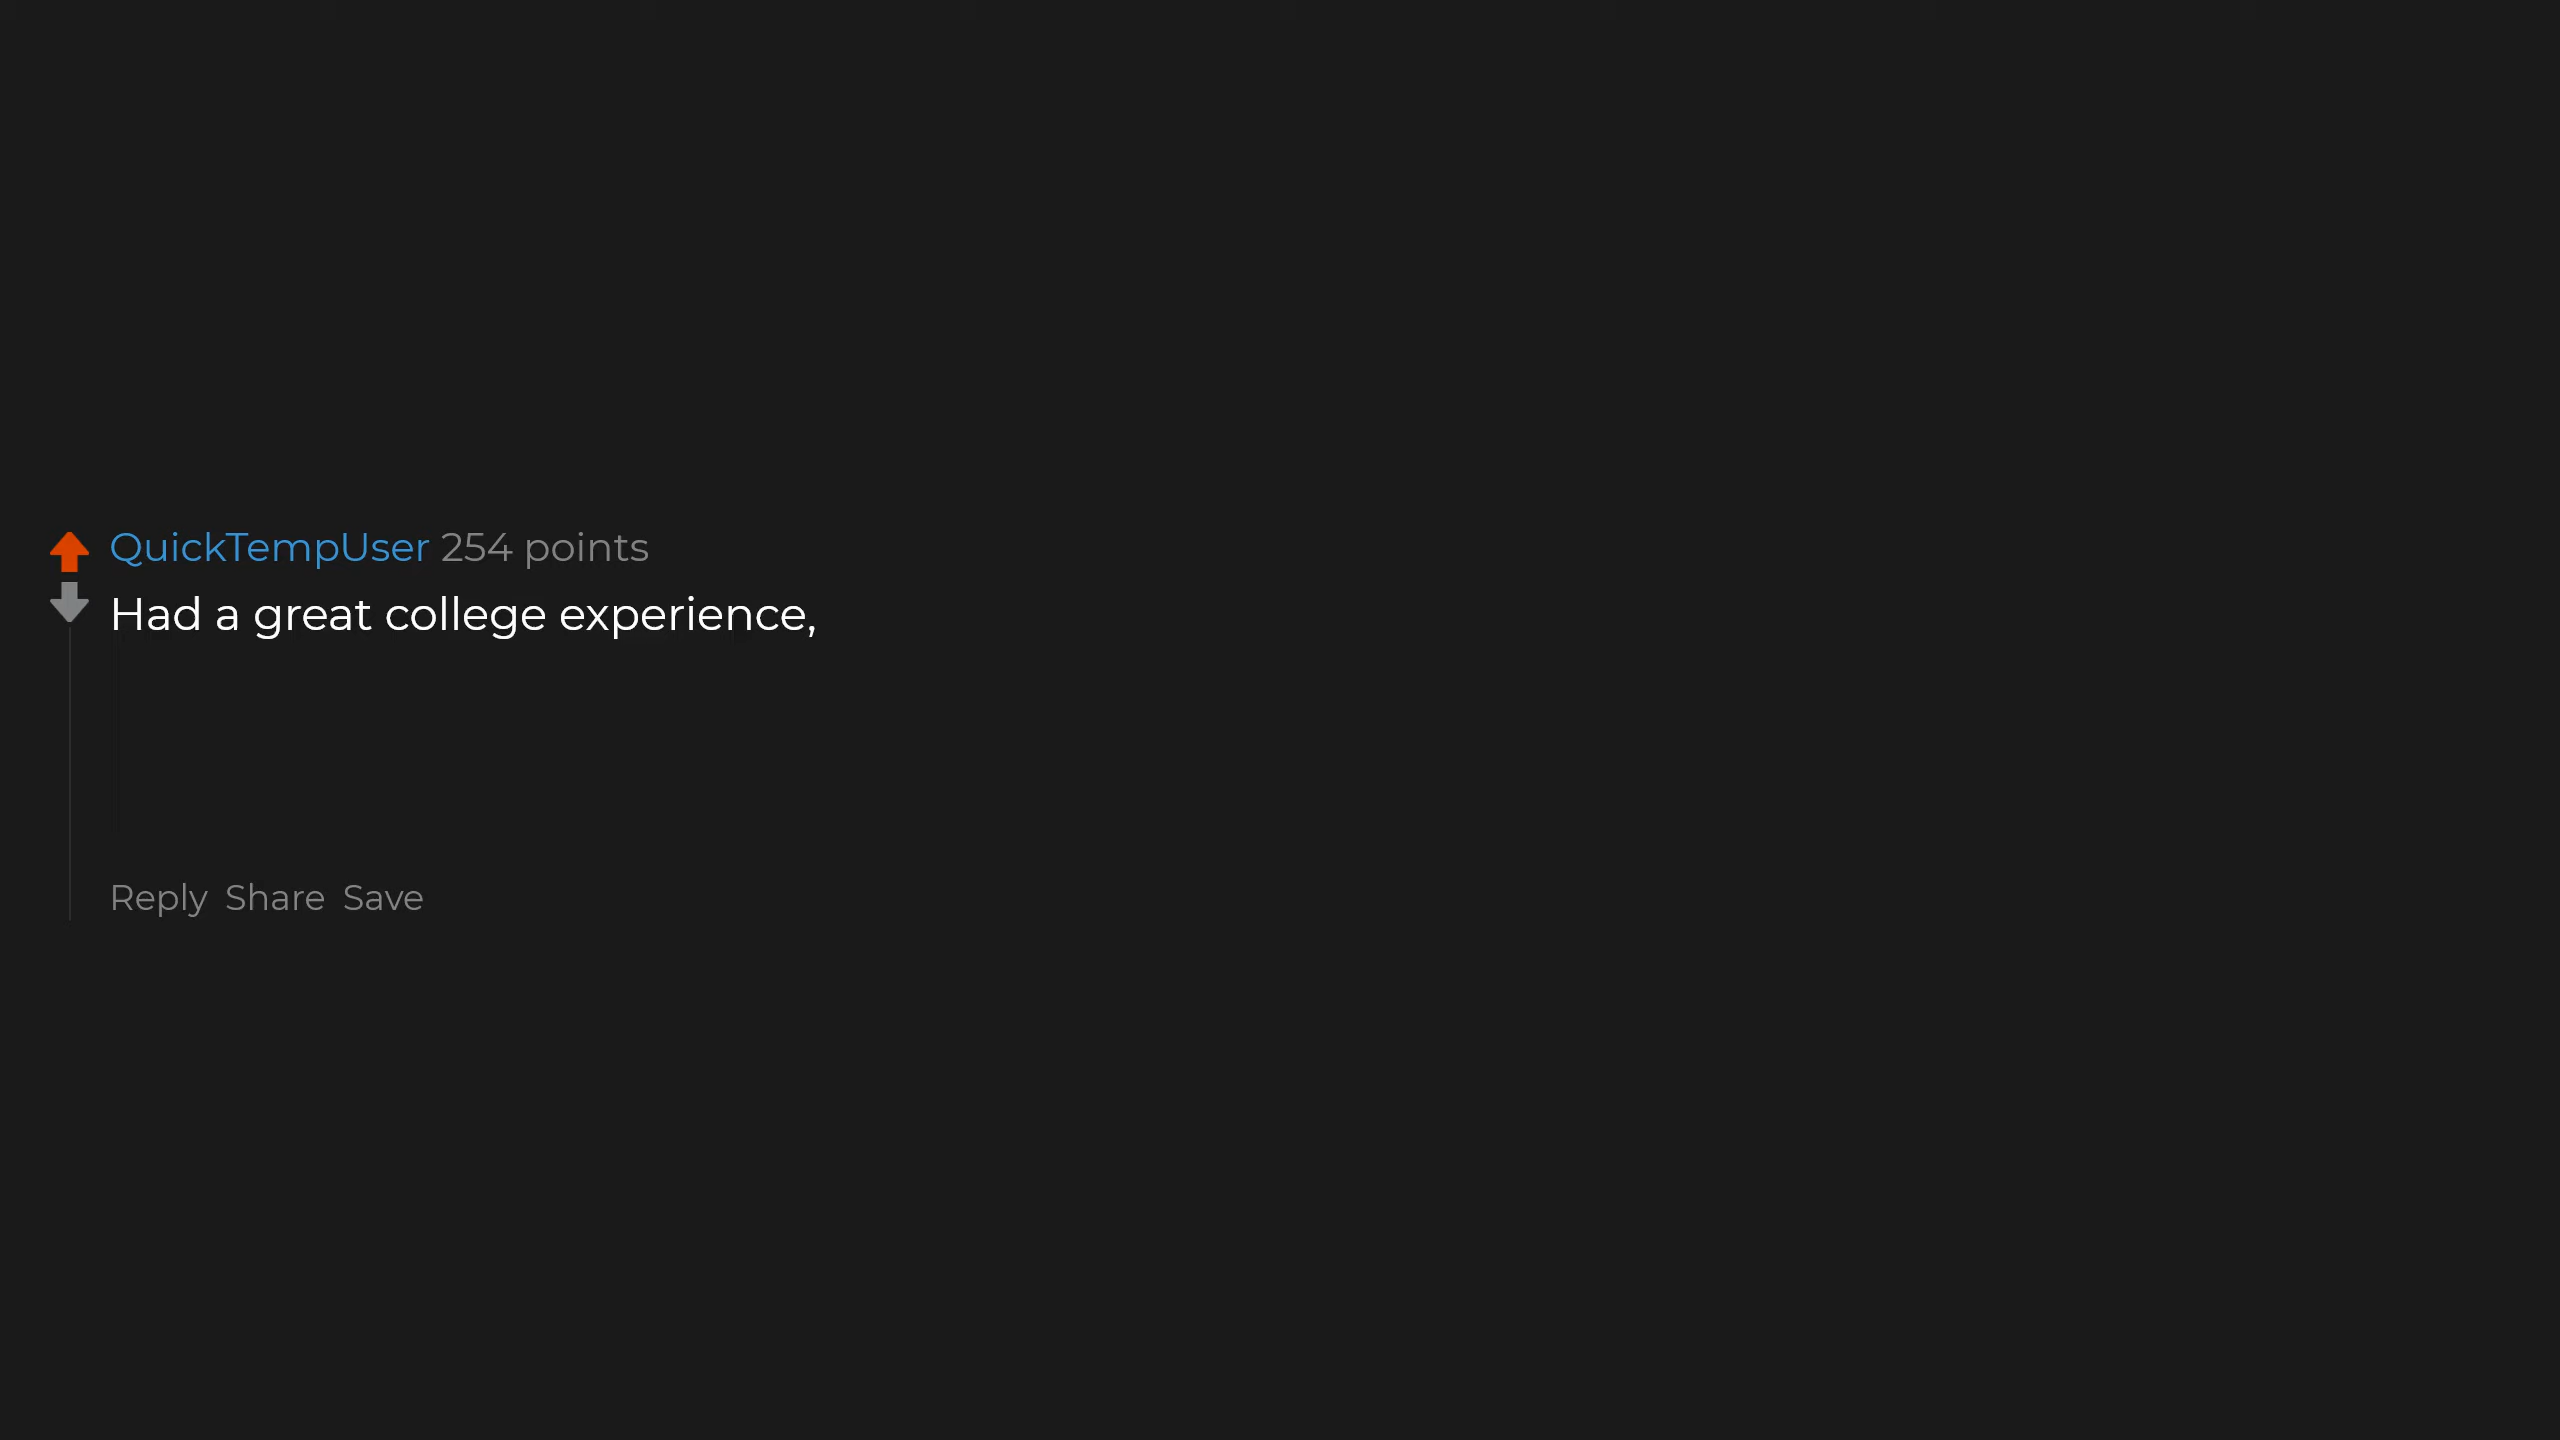 QuickTempUser 254 points
Had a great college experience,
Reply Share Save